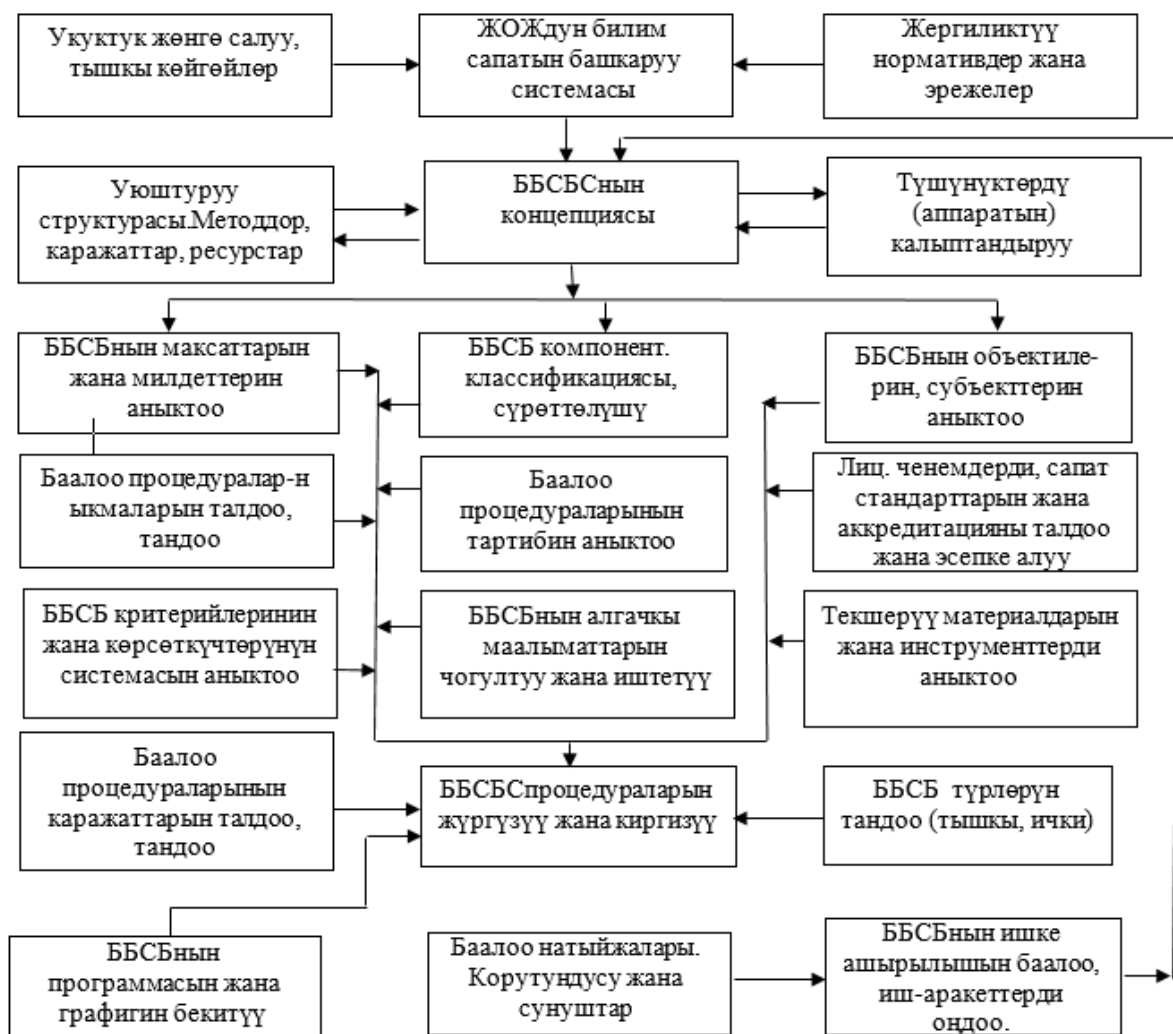 Укуктук жөнгө салуу,
тышкы көйгөйлөр
ЖОЖдун билим
сапатын башкаруу
системасы
Жергиликтүү
нормативдер жана
эрежелер
Уюштуруу
структурасы.Методдор,
каражаттар, ресурстар
ББСБСнын
концепциясы
Түшүнүктөрдү
(аппаратын)
калыптандыруу
ББСБнын максаттарын
жана милдеттерин
аныктоо
ББСБ компонент.
классификациясы,
сүрөттөлүшү
ББСБнын объектиле-
рин, субъекттерин
аныктоо
Баалоо процедуралар-н
ыкмаларын талдоо,
тандоо
Баалоо
процедураларынын
тартибин аныктоо
Лиц. ченемдерди, сапат
стандарттарын жана
аккредитацияны талдоо
жана эсепке алуу
ББСБ критерийлеринин
жана көрсөткүчтөрүнүн
системасын аныктоо
ББСБнын алгачкы
маалыматтарын
чогултуу жана иштетүү
Текшерүү материалдарын
жана инструменттерди
аныктоо
Баалоо
процедураларынын
каражаттарын талдоо,
тандоо
ББСБСпроцедураларын
жүргүзүү жана киргизүү
ББСБ түрлөрүн
тандоо (тышкы, ички)
ББСБнын
программасын жана
графигин бекитүү
Баалоо натыйжалары.
Корутундусу жана
сунуштар
ББСБнын ишке
ашырылышын баалоо,
иш-аракеттерди
оңдоо.